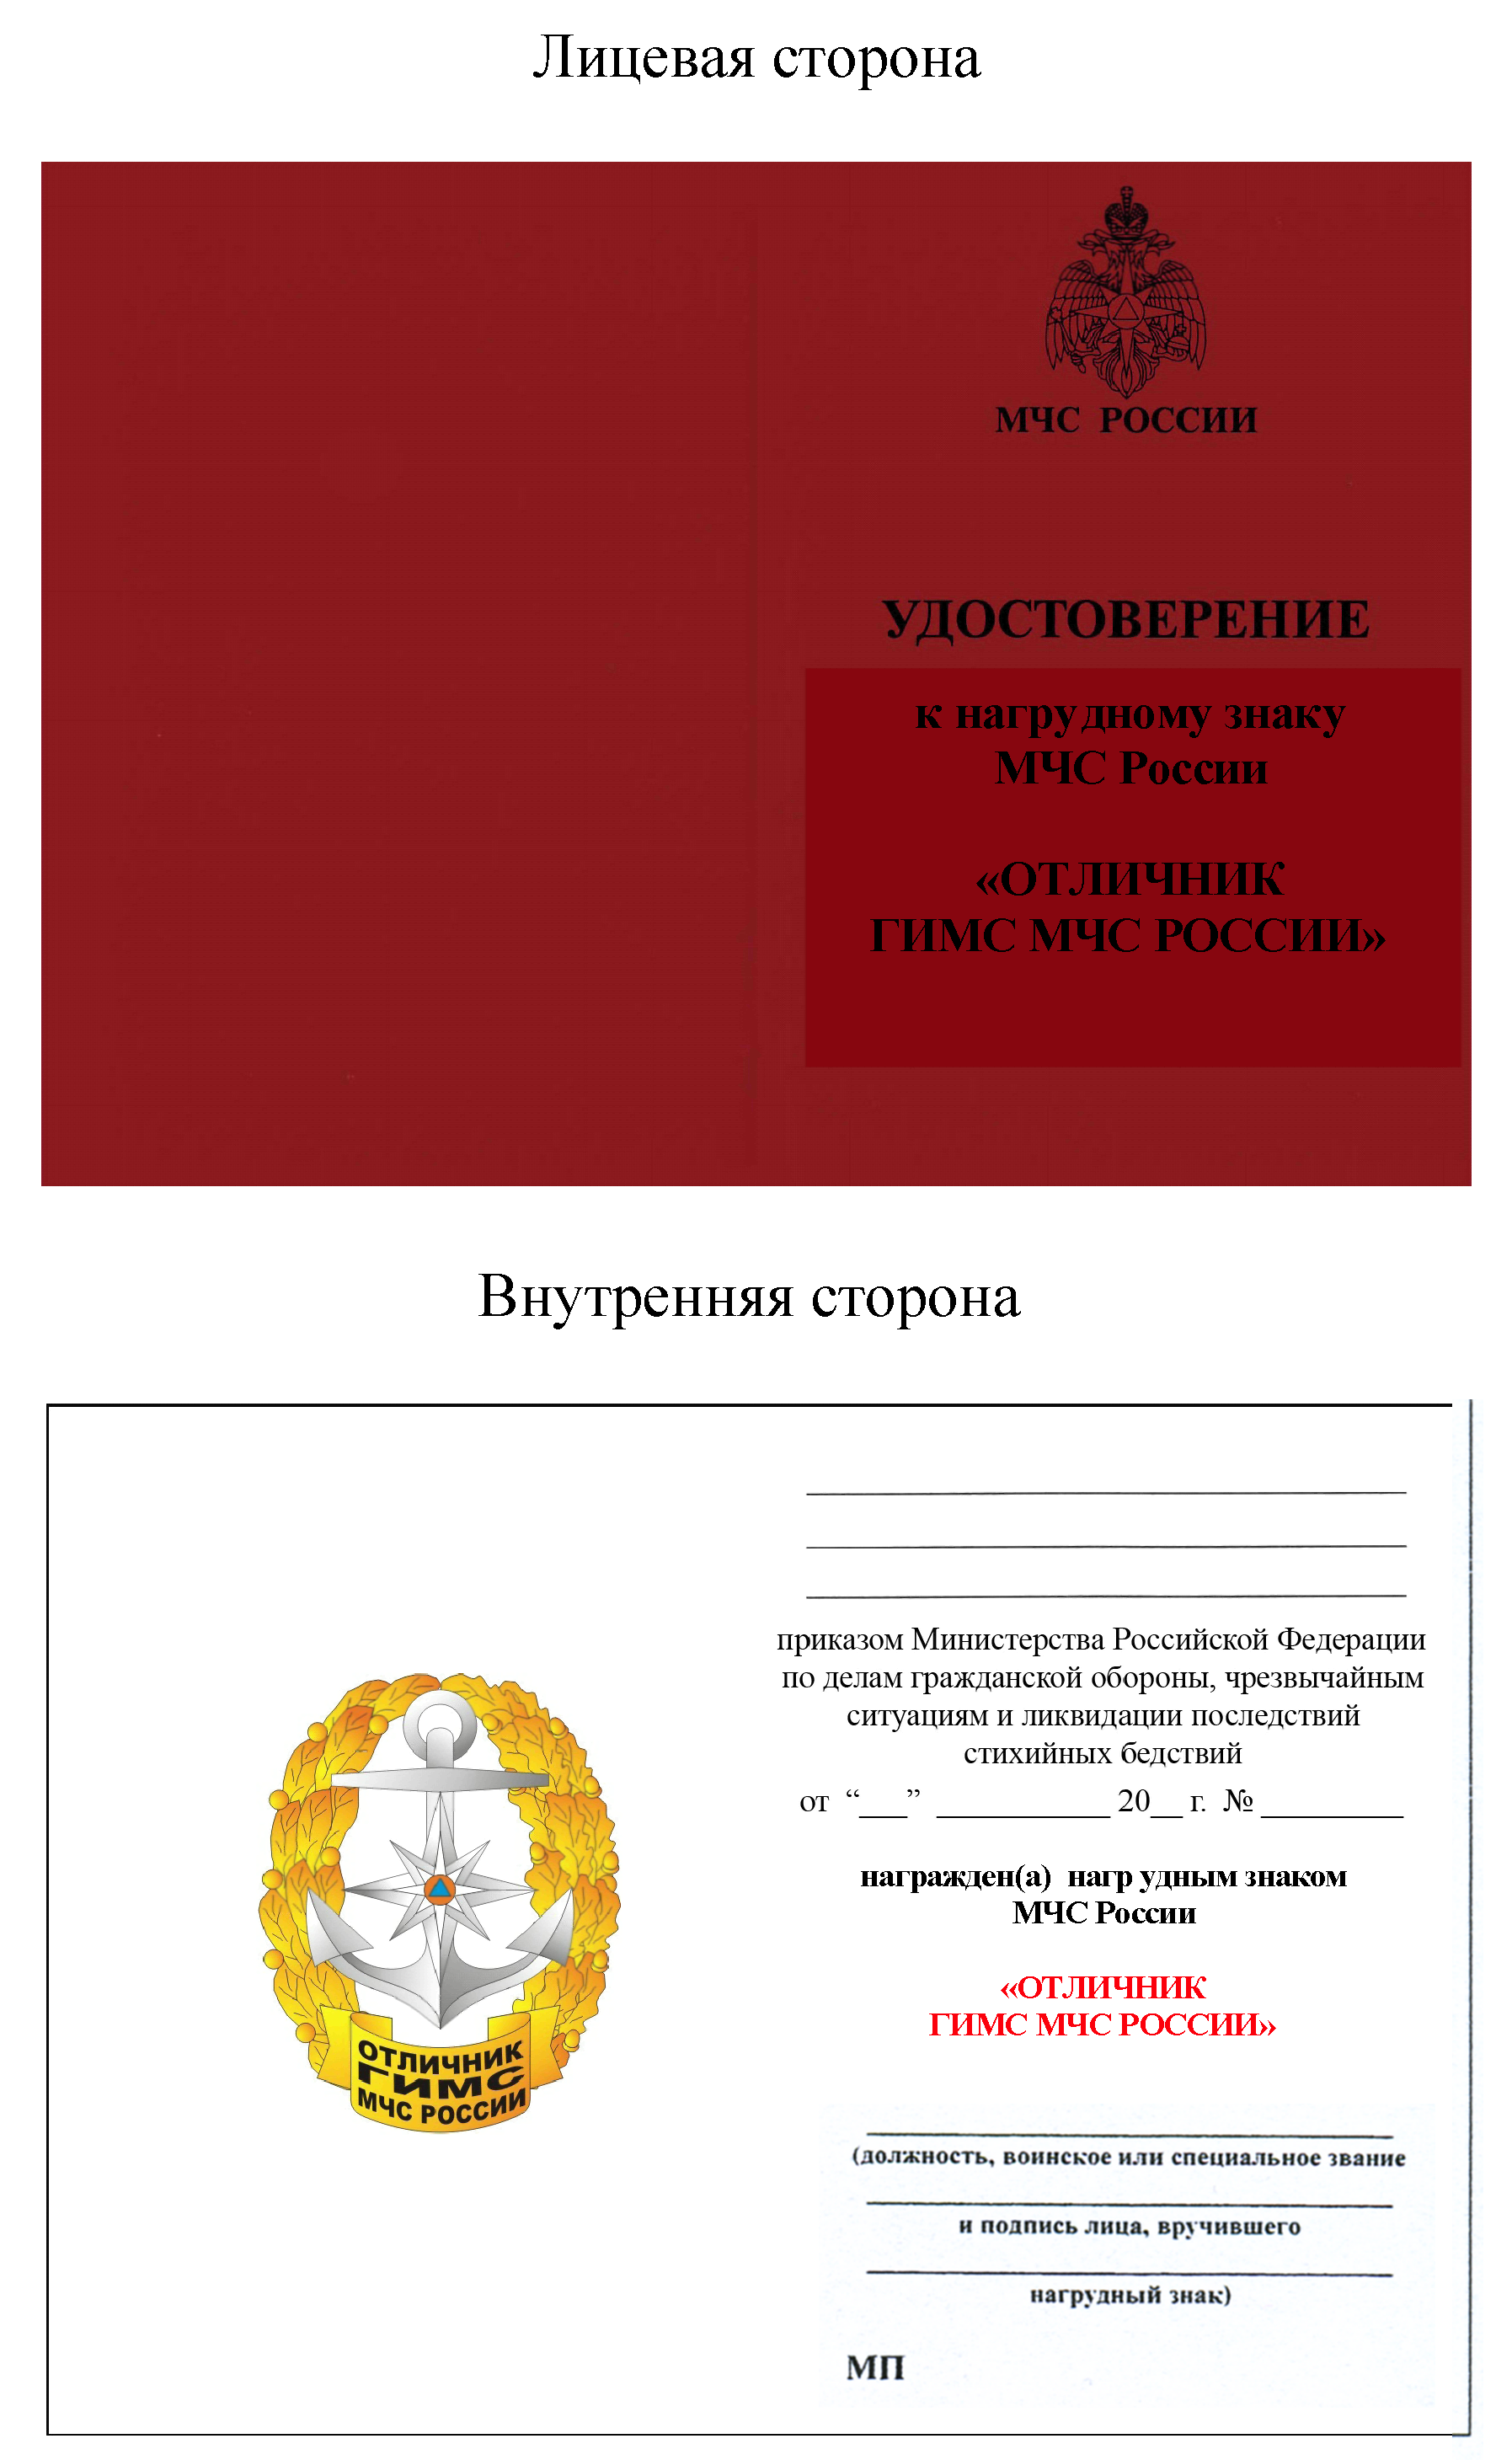 Лицевая сторона
МЧС РОССИИ
УДОСТОВЕРЕНИЕ
к нагрудному знаку
МЧС России
«ОТЛИЧНИК
ГИМС МЧС РОССИИ»
Внутренняя сторона
ОТЛИЧНИК
ГИМС
МЧС РОССИИ
приказом Министерства Российской Федерации
по делам гражданской обороны, чрезвычайным
ситуациям и ликвидации последствий
стихийных бедствий
от “___” ___________ 20__ г. № _________
награжден(а) нагр удным знаком
МЧС России
«ОТЛИЧНИК
ГИМС МЧС РОССИИ»
(должность, воинское или специальное звание
и подпись лица, вручившего
нагрудный знак)
МП